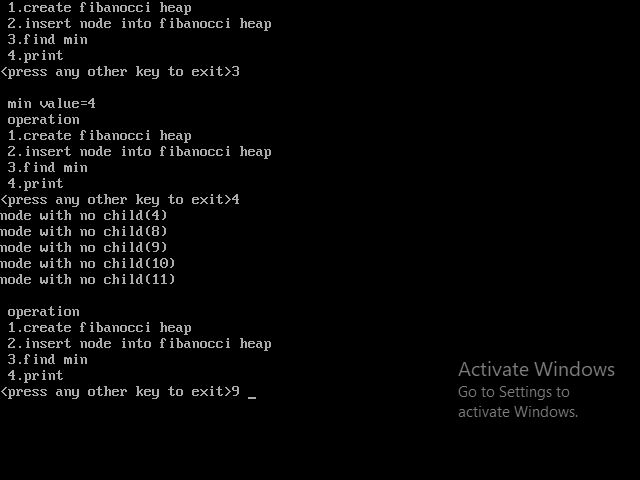 1.create fibanocci heap
2.insert node into fibanocci heap
3.find min
4.print
<press any other key to exit>3
min value=4
operation
1.create fibanocci heap
2.insert node into fibanocci heap
3.find min
4.print
<press any other key to exit>4
node with no child(4)
node with no child(8)
node with no child(9)
node with no child(10)
node with no child(11)
operation
1.create fibanocci heap
2.insert node into fibanocci heap
3.find min
4.print
<press any other key to exit>9 _
Activate Windows
Go to Settings to
activate Windows.